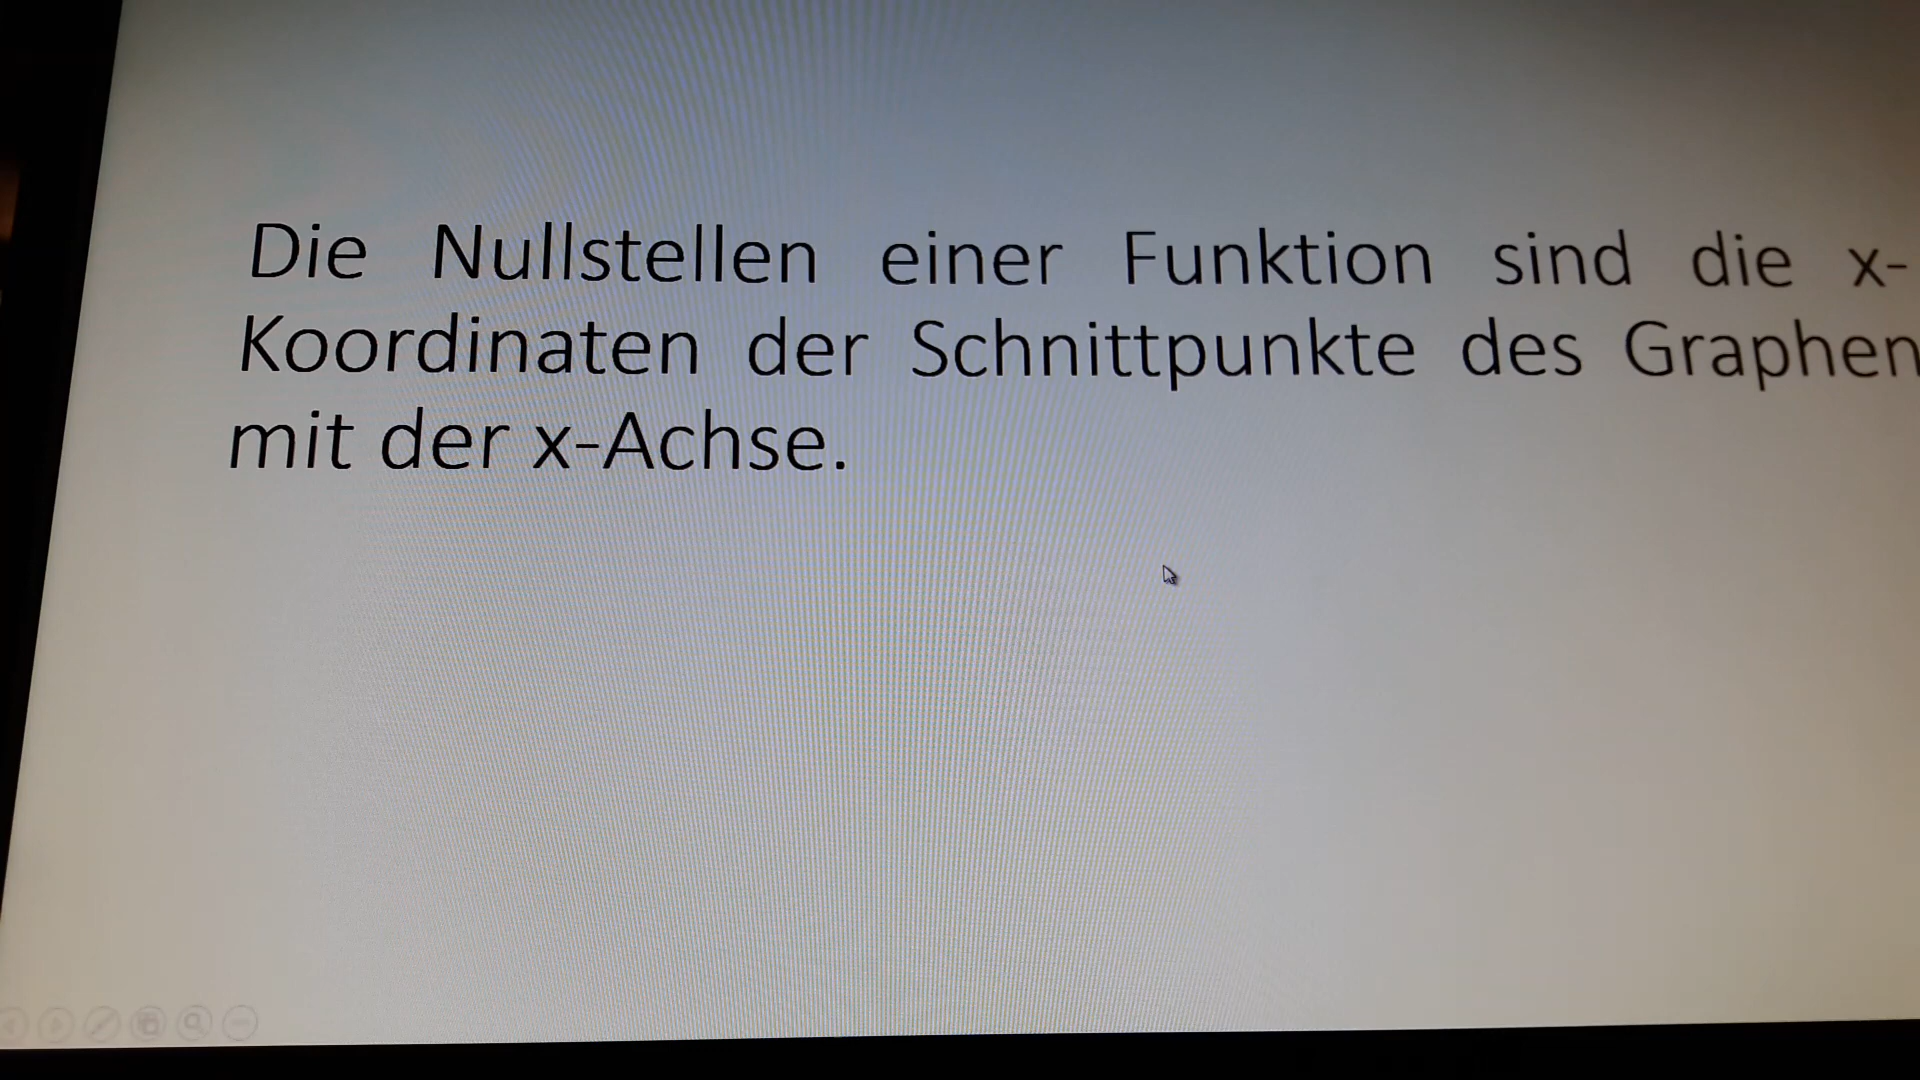 Die Nullstellen einer Funktion sind die x-
Koordinaten der Schnittpunkte des Graphen
mit der x-Achse.